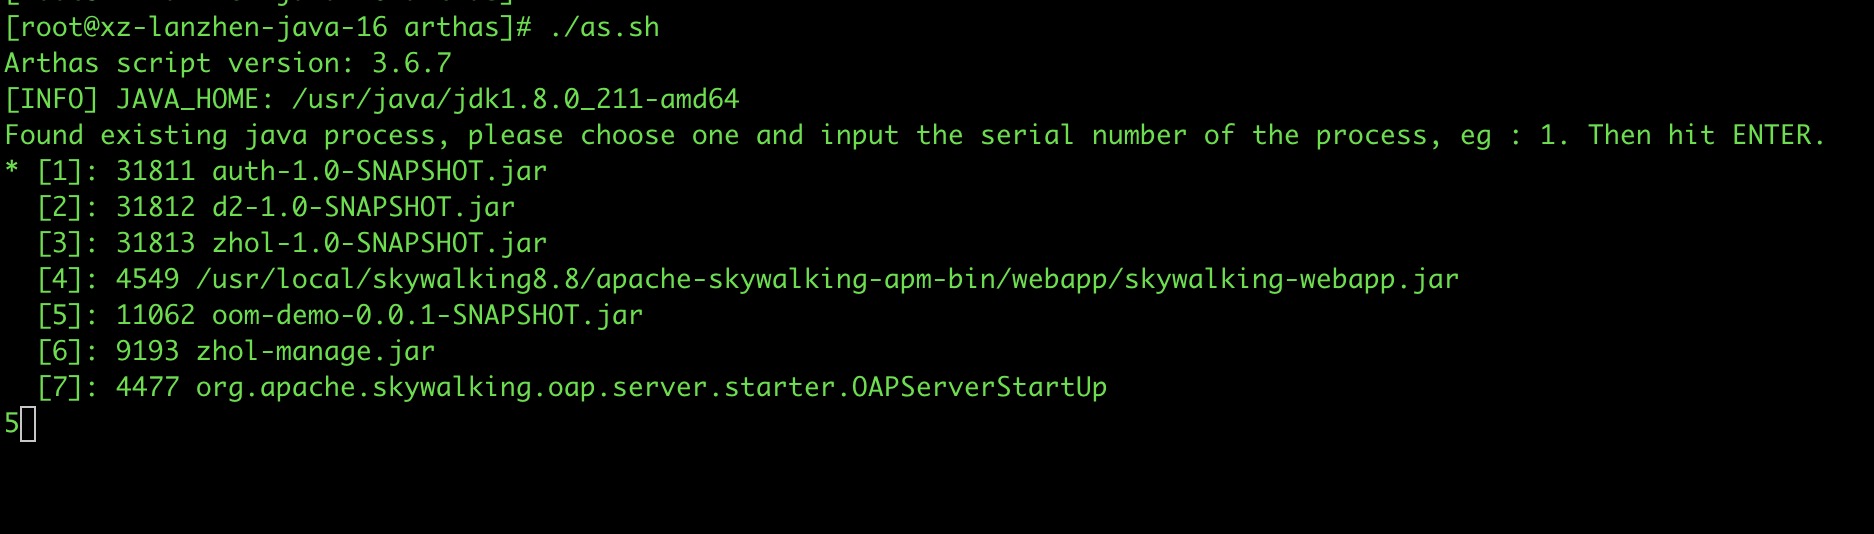 [root@xz-lanzhen-java-16 arthas]# ./as.sh
Arthas script version: 3.6.7
[INFO] JAVA_HOME: /usr/java/jdk1.8.0_211-amd64
Found existing java process, please choose one and input the serial number of the process, eg : 1. Then hit ENTER.
* [1]: 31811 auth-1.0-SNAPSHOT.jar
  [2]: 31812 d2-1.0-SNAPSHOT.jar
  [3]: 31813 zhol-1.0-SNAPSHOT.jar
  [4]: 4549 /usr/local/skywalking8.8/apache-skywalking-apm-bin/webapp/skywalking-webapp.jar
  [5]: 11062 oom-demo-0.0.1-SNAPSHOT.jar
  [6]: 9193 zhol-manage.jar
  [7]: 4477 org.apache.skywalking.oap.server.starter.OAPServerStartUp
5